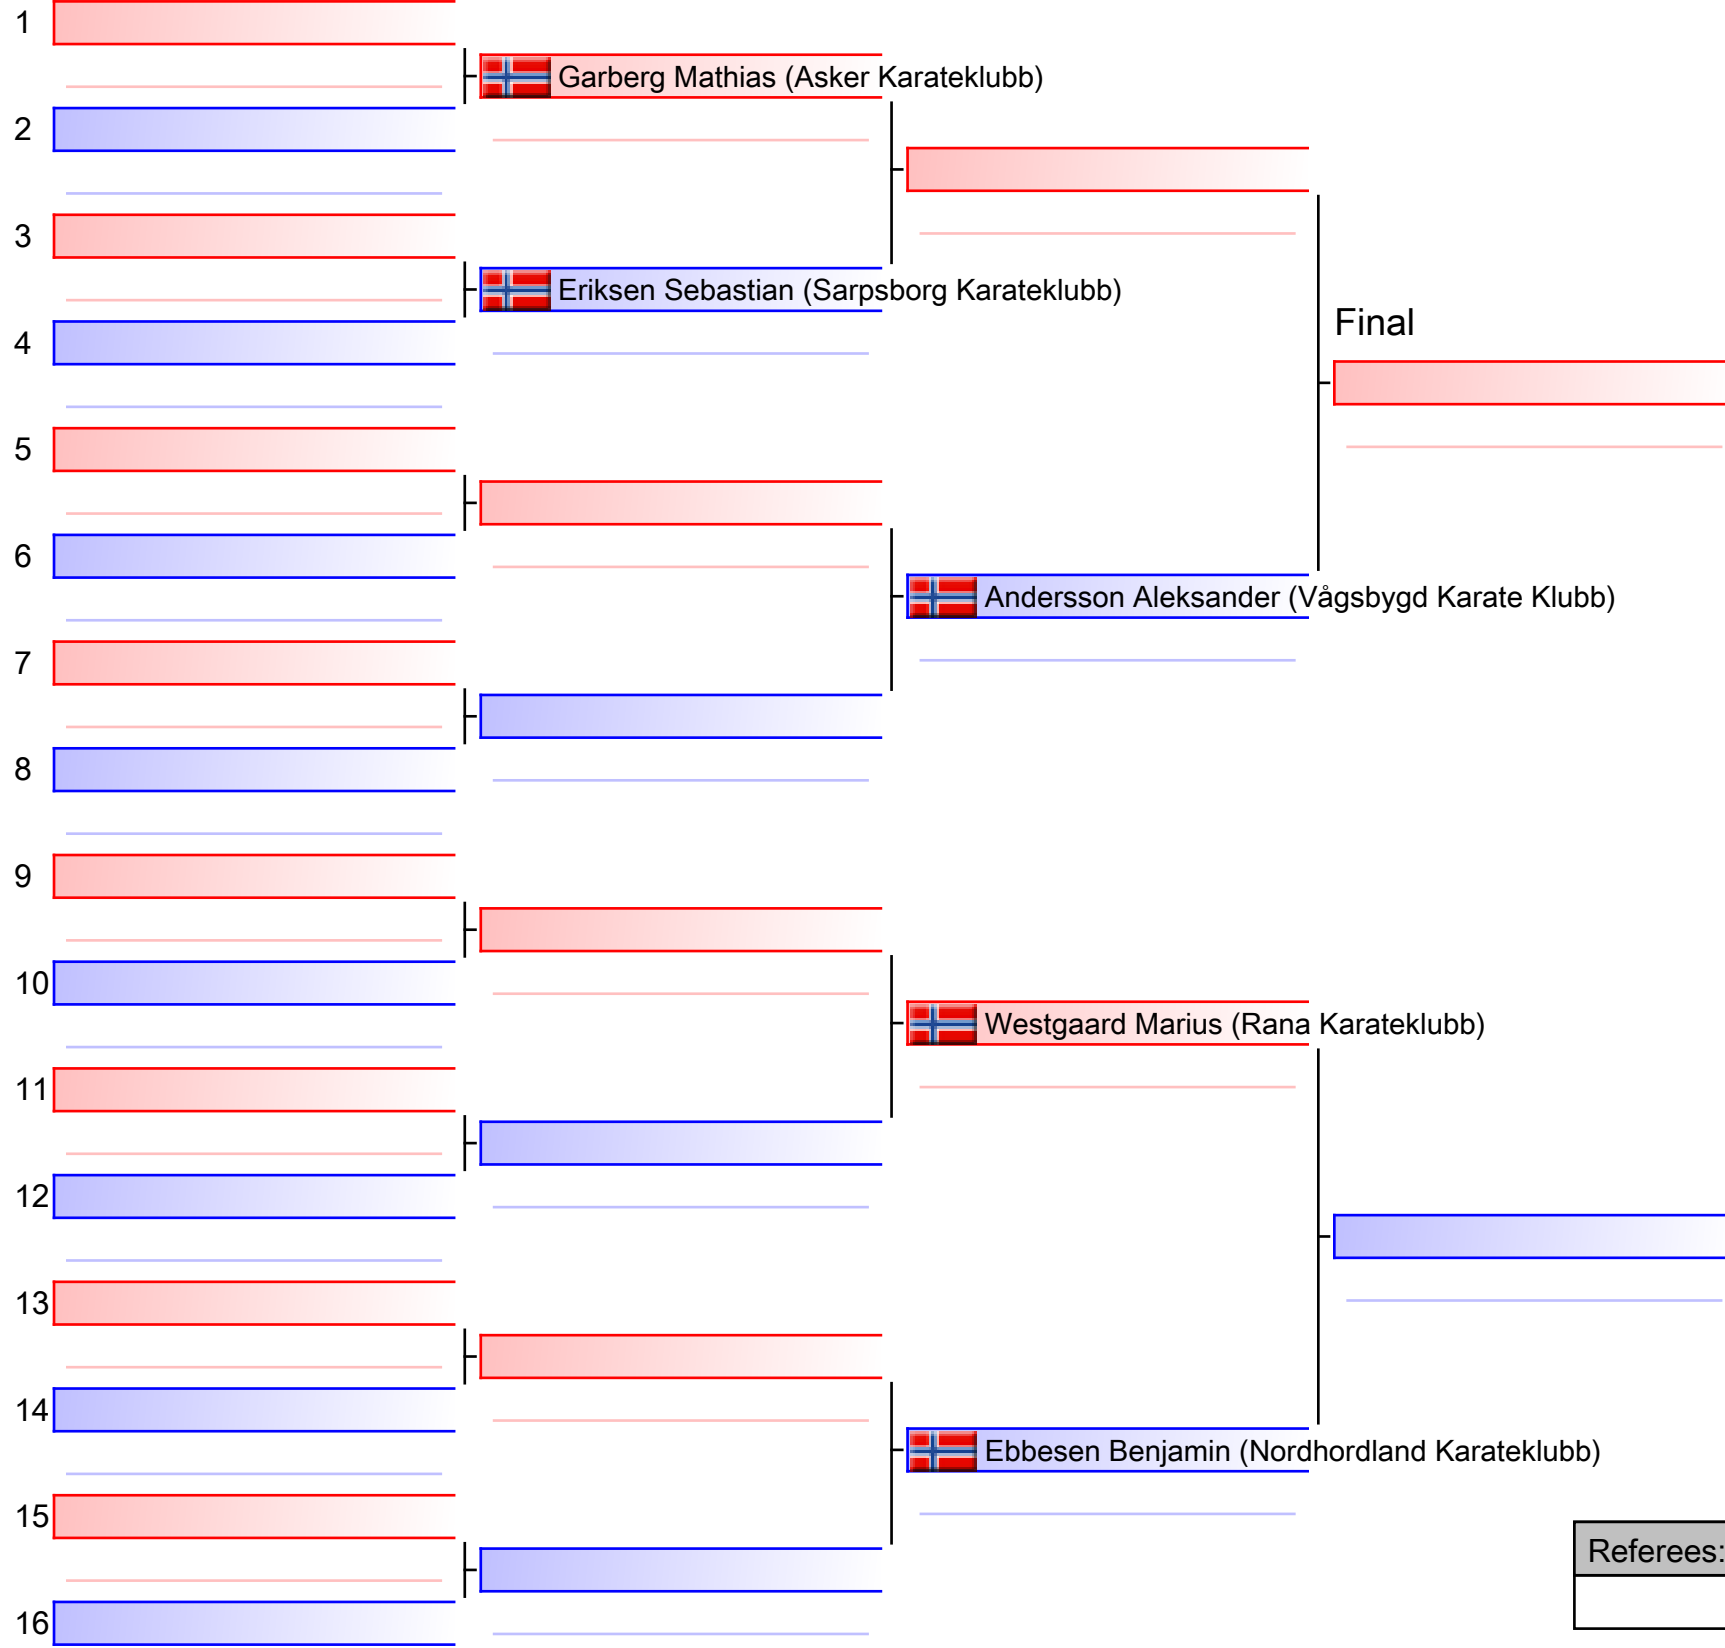 1
Garberg Mathias (Asker Karateklubb)
2
3
Eriksen Sebastian (Sarpsborg Karateklubb)
Final
4
5
6
Andersson Aleksander (Vågsbygd Karate Klubb)
7
8
9
10
Westgaard Marius (Rana Karateklubb)
11
12
13
14
Ebbesen Benjamin (Nordhordland Karateklubb)
15
Referees:
16